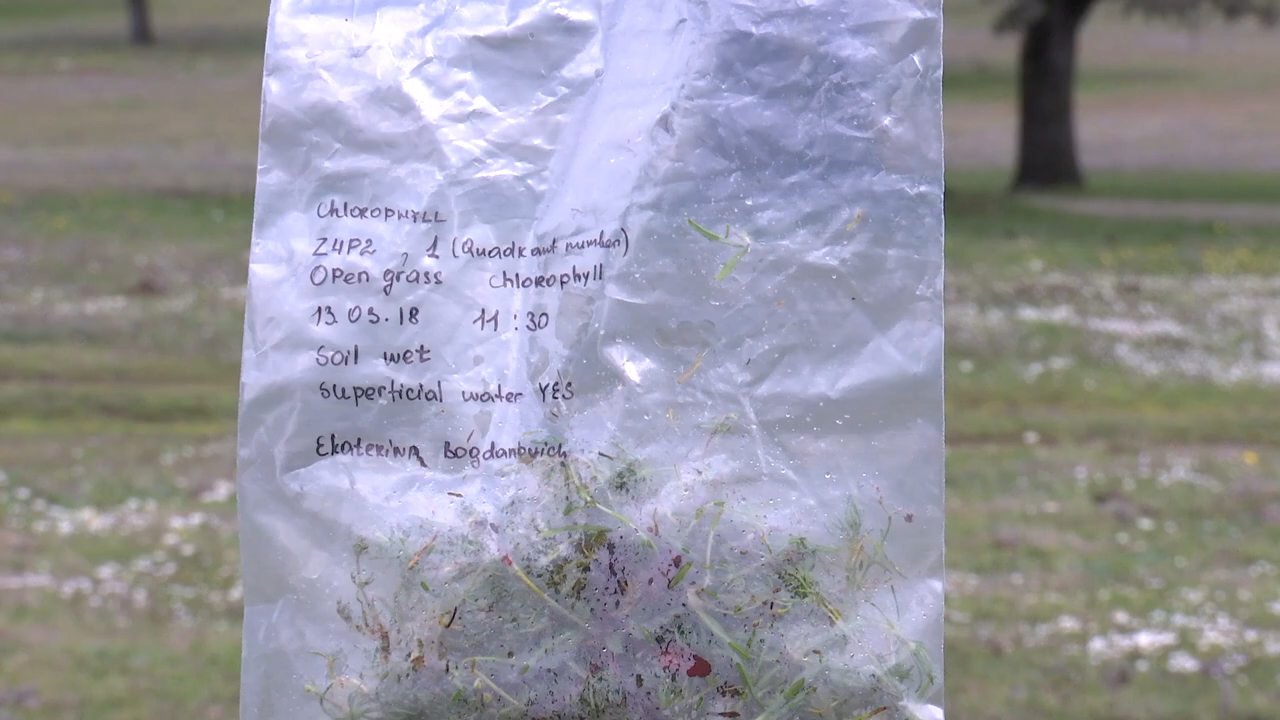 Chlorophyll
Z4P2, 1 (Quadrant number)
Open grass Chlorophyll
13.03.18 11:30
Soil wet
Superficial water YES
Ekaterina Bogdanovich